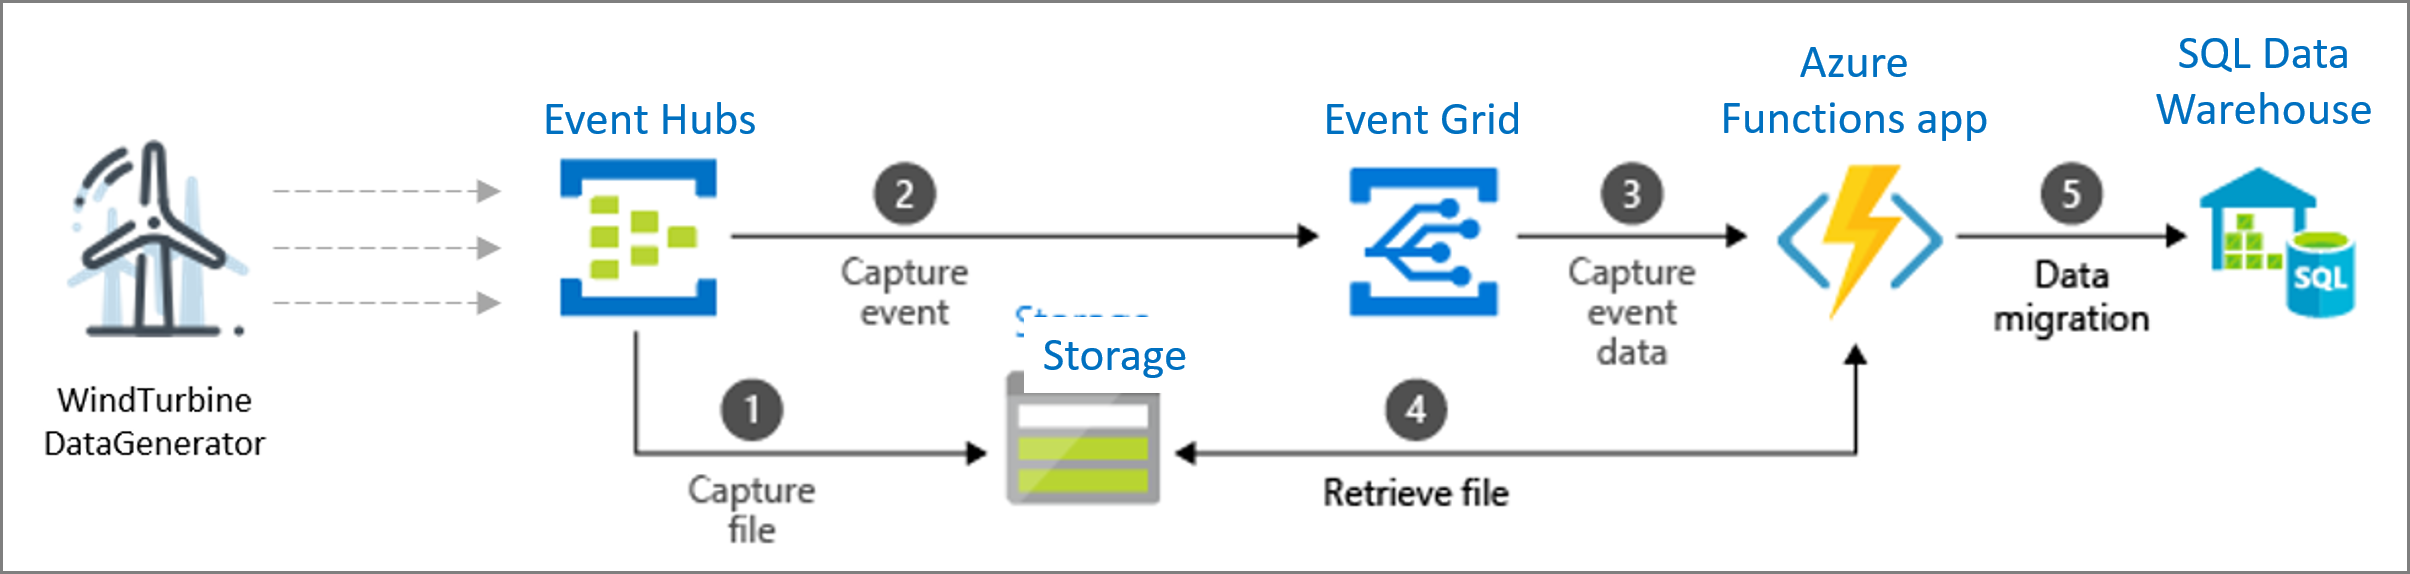 WindTurbine
DataGenerator
Event Hubs
1
Capture
file
2
Capture
event
Storage
Storage
Event Grid
3
Capture
event
data
4
Retrieve file
Azure
Functions app
5
Data
migration
SQL Data
Warehouse
SQL